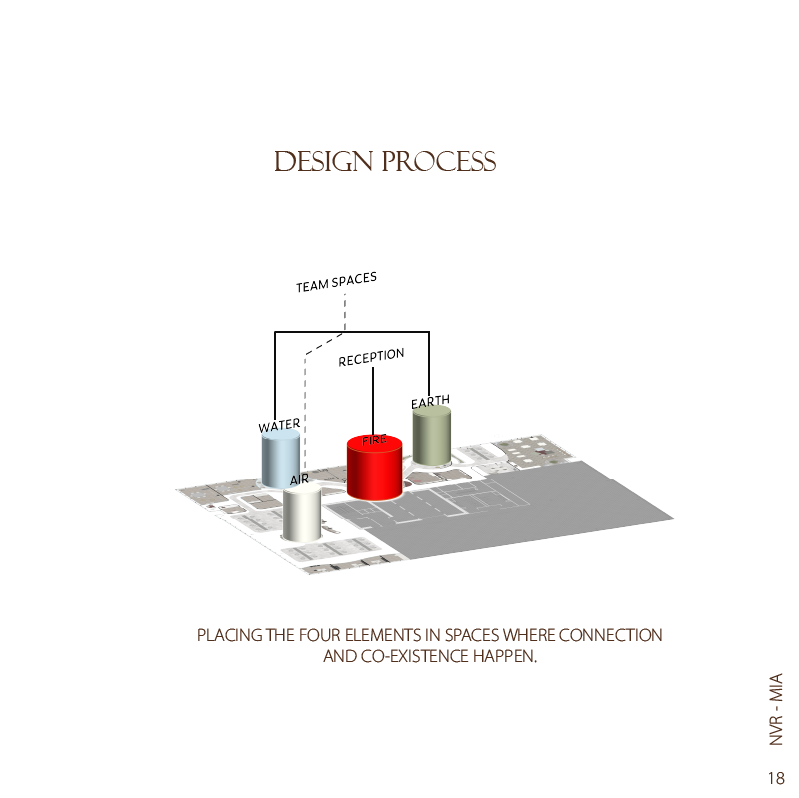 DESIGN PROCESS
TEAM SPACES
RECEPTION
EARTH
WATER
FIRE
AIR
PLACING THE FOUR ELEMENTS IN SPACES WHERE CONNECTION
AND CO-EXISTENCE HAPPEN.
NVR - MIA
18